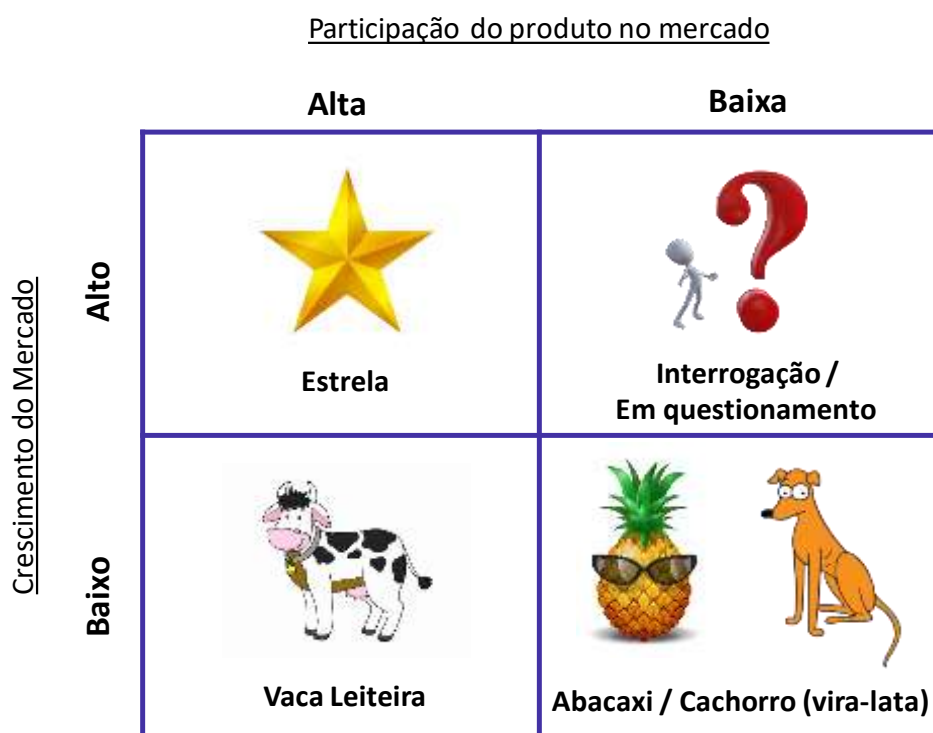 Participação do produto no mercado
Alta
Baixa
Crescimento do Mercado
Alto
Estrela
Interrogação /
Em questionamento
Baixo
Vaca Leiteira
Abacaxi / Cachorro (vira-lata)